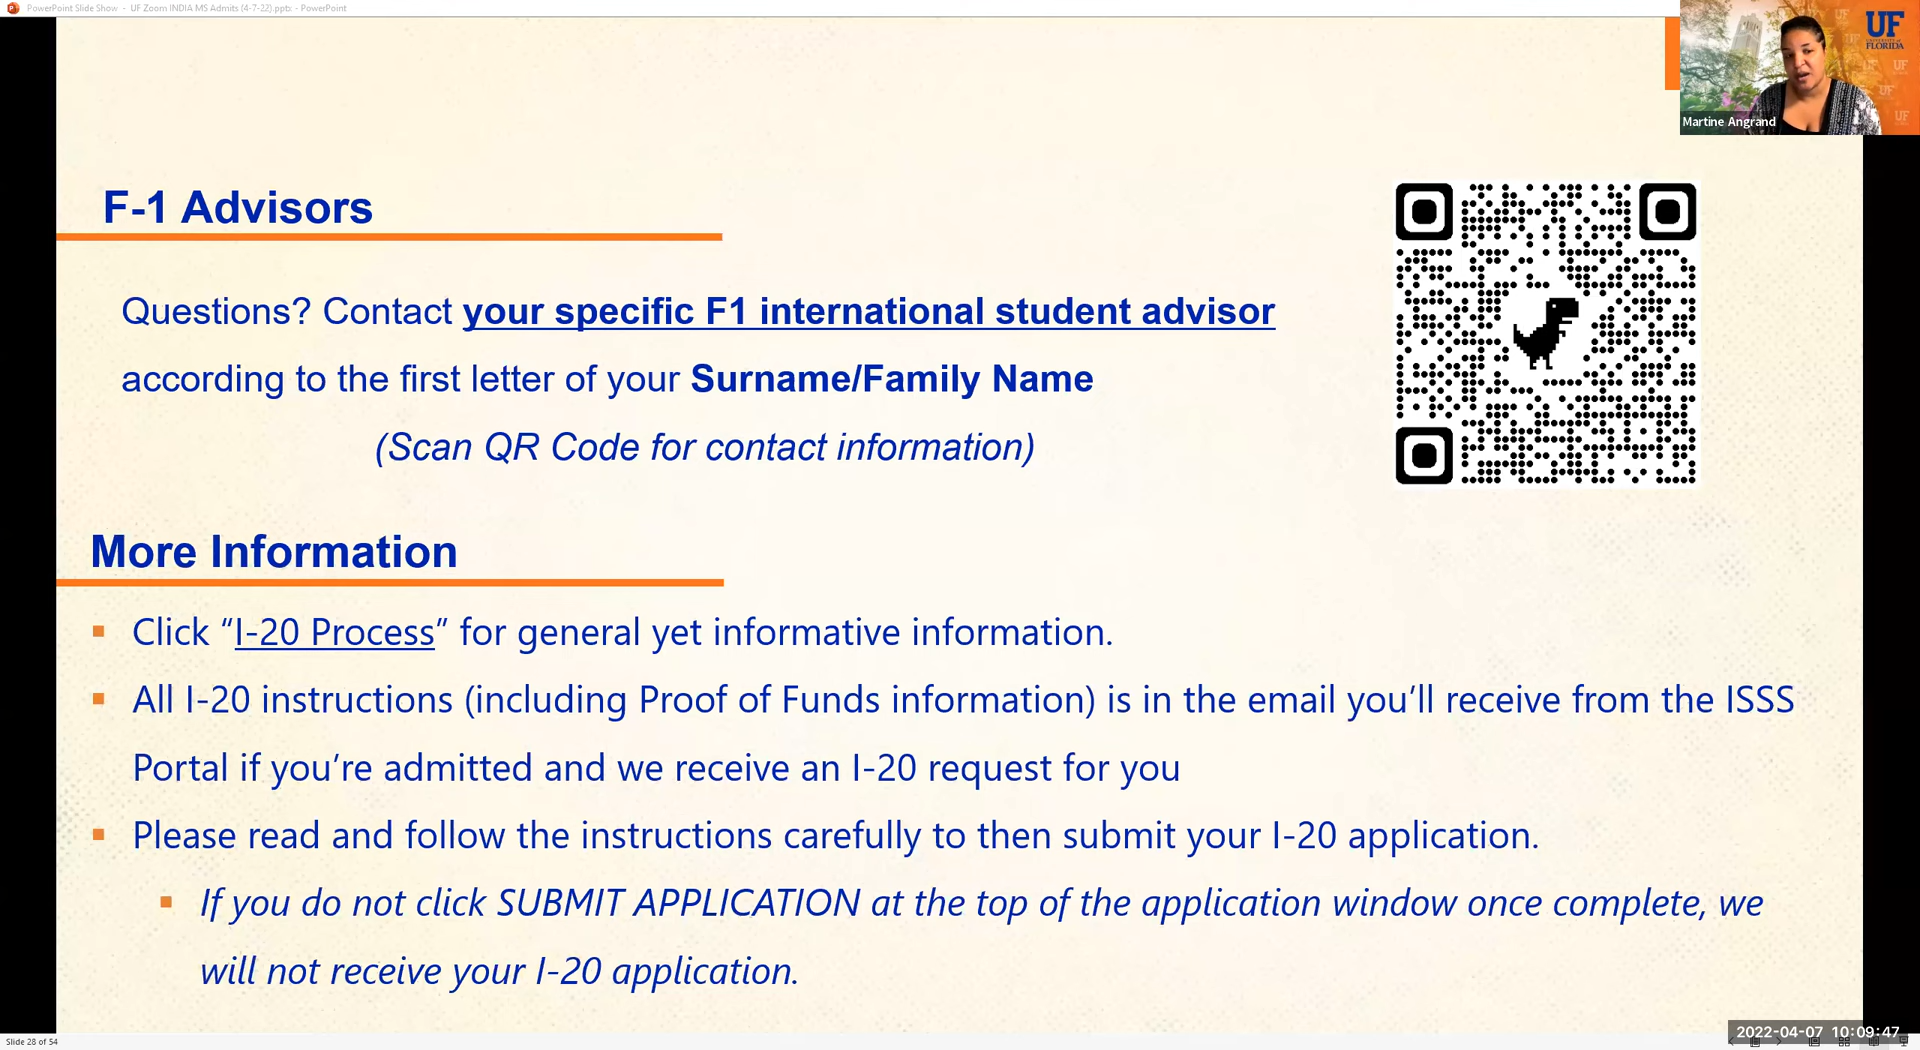 PowerPoint Slide Show - UF Zoom INDIA MS Admits (4-7-22).pptx - PowerPoint
UF
FLORIDA
Martine Angrand
F-1 Advisors
Questions? Contact your specific F1 international student advisor
according to the first letter of your Surname/Family Name
(Scan QR Code for contact information)
More Information
Click “I-20 Process” for general yet informative information.
All I-20 instructions (including Proof of Funds information) is in the email you’ll receive from the ISSS
Portal if you’re admitted and we receive an I-20 request for you
Please read and follow the instructions carefully to then submit your I-20 application.
If you do not click SUBMIT APPLICATION at the top of the application window once complete, we
will not receive your I-20 application.
Slide 28 of 54
2022-04-07 10:09:47